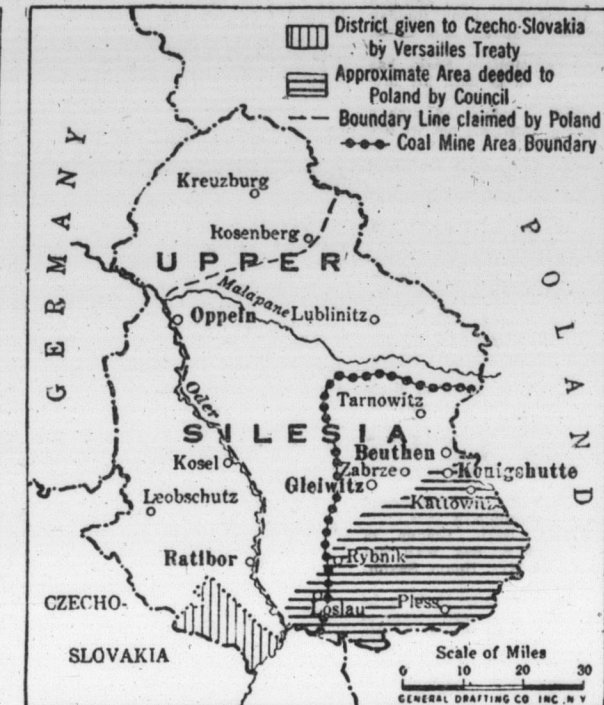 District given to Czecho-Slovakia
by Versailles Treaty
Approximate Area deeded to
Poland by Council
Boundary Line claimed by Poland
Coal Mine Area Boundary
GERMANY
POLAND
Kreuzburg
Rosenberg
UPPER
Malapane
Lublinitz
Oppeln
Oder
Tarnowitz
SILESIA
Beuthen
Kosel
Zabrze
Konigshutte
Gleiwitz
Kattowitz
Leobschutz
Ratibor
Rybnik
CZECHO-
SLOVAKIA
Loslau
Pless
Scale of Miles
0 10 20 30
GENERAL DRAFTING CO INC, N Y